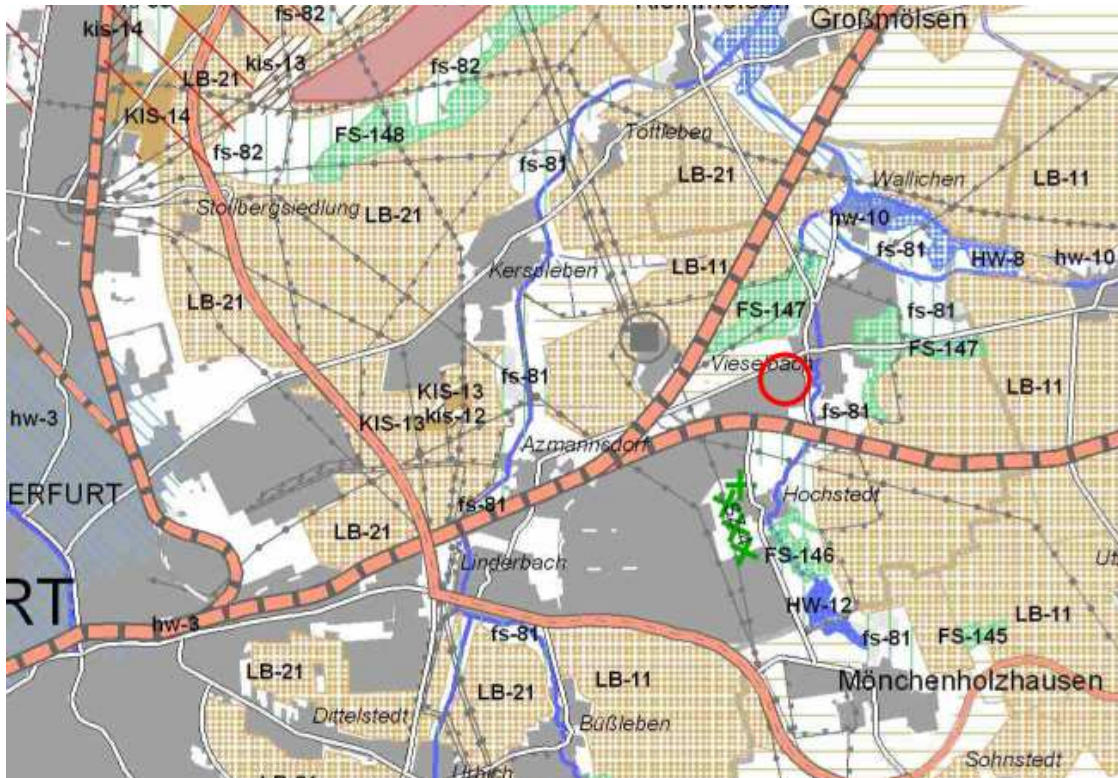 fs-82
Großmölsen
kis-14
kis-13
LB-21
fs-82
KIS-14
FS-148
Töttleben
fs-81
fs-82
LB-21
Wallichen
LB-11
Stollbergsiedlung
LB-21
hw-10
fs-81
Kerspleben
LB-11
HW-8
hw-10
LB-21
FS-147
fs-81
FS-147
Vieselbach
fs-81
KIS-13
LB-11
hw-3
KIS-13
kis-12
fs-81
Azmannsdorf
ERFURT
Hochstedt
fs-81
LB-21
FS-146
Linderbach
RT
HW-12
LB-11
hw-3
fs-81
fs-81
FS-145
LB-21
LB-21
LB-11
Mönchenholzhausen
Dittelstedt
Büßleben
Sohnstedt
Urbich